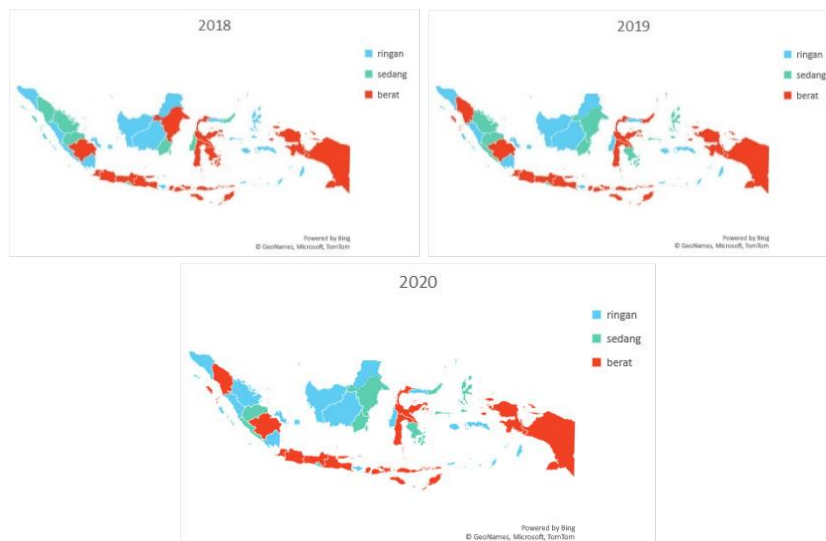 2018
ringan
sedang
berat
Powered by Bing
© GeoNames, Microsoft, TomTom
2019
ringan
sedang
berat
Powered by Bing
© GeoNames, Microsoft, TomTom
2020
ringan
sedang
berat
Powered by Bing
© GeoNames, Microsoft, TomTom